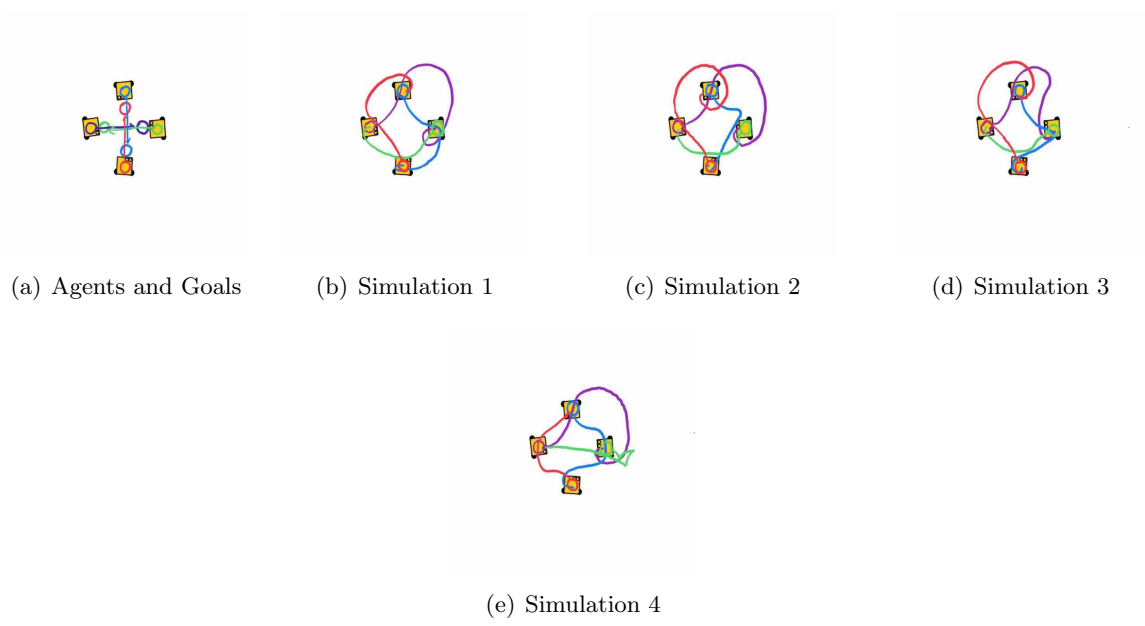 (a) Agents and Goals
(b) Simulation 1
(c) Simulation 2
(d) Simulation 3
(e) Simulation 4